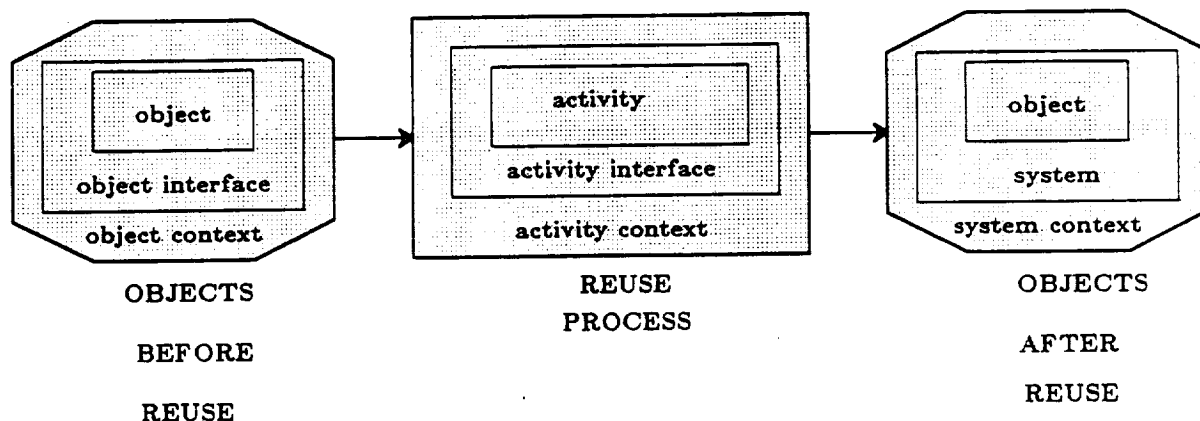 object
object interface
object context
OBJECTS
BEFORE
REUSE
activity
activity interface
activity context
REUSE
PROCESS
object
system
system context
OBJECTS
AFTER
REUSE